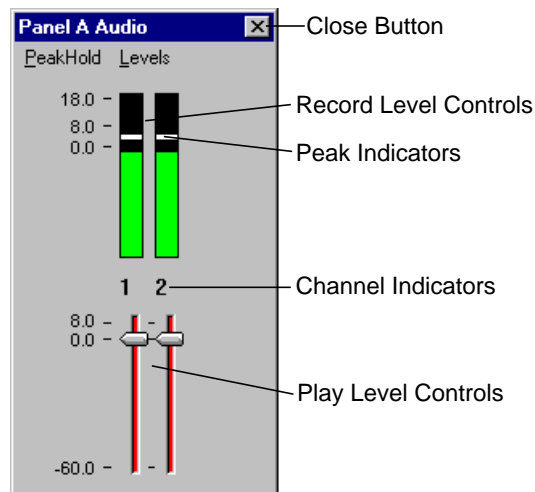 Panel A Audio
Close Button
PeakHold Levels
18.0
Record Level Controls
8.0
0.0
Peak Indicators
1 2
Channel Indicators
8.0
0.0
Play Level Controls
-60.0